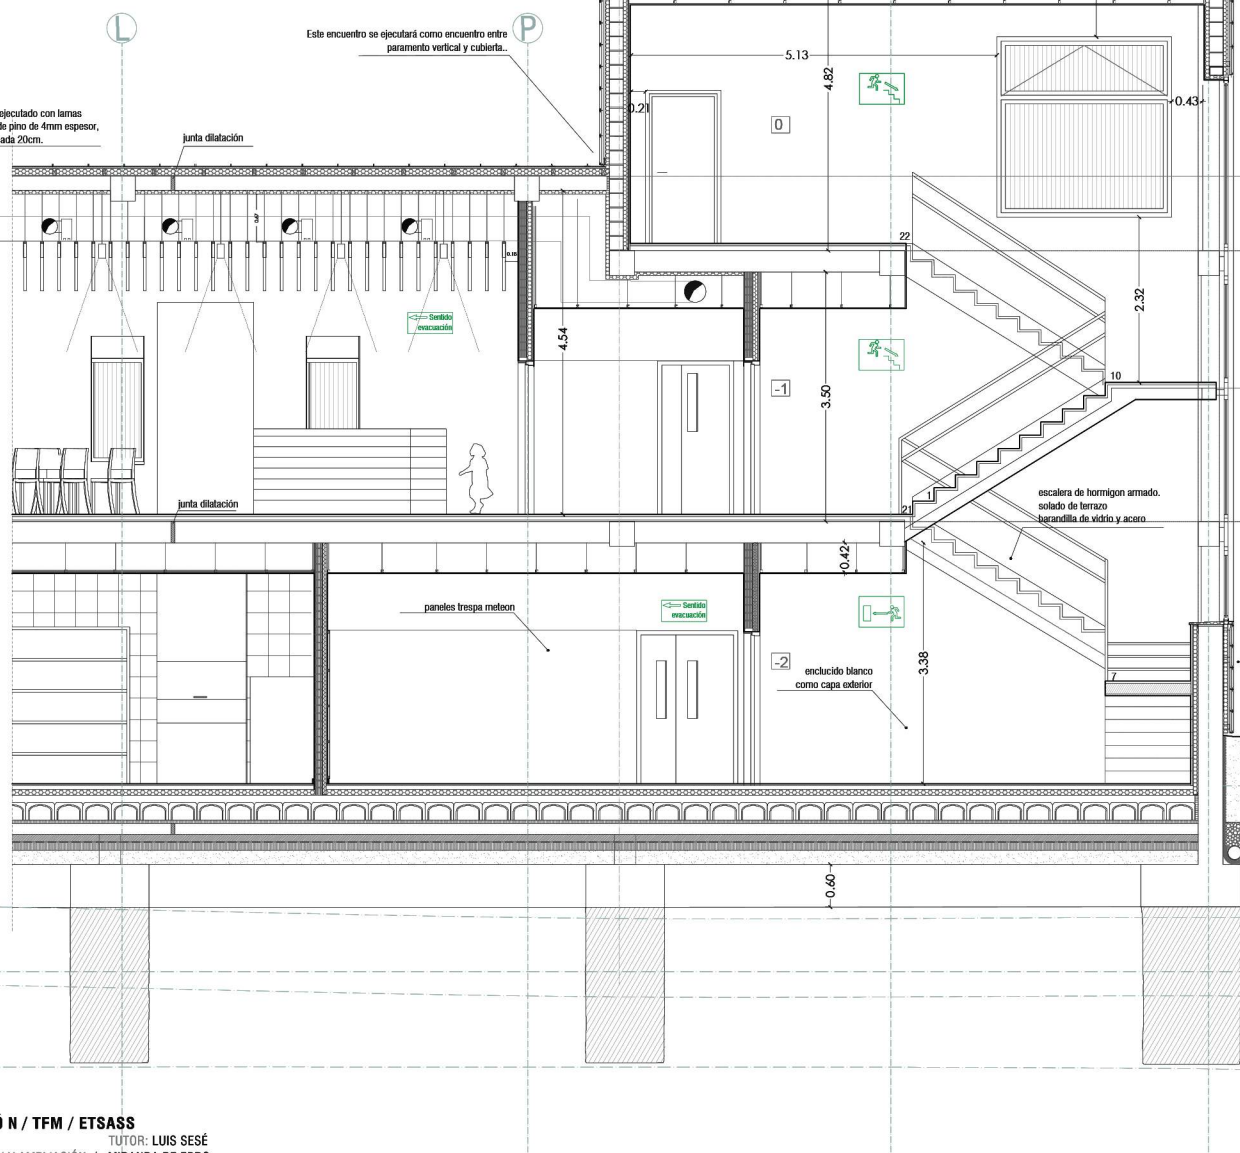 L
P
Este encuentro se ejecutará como encuentro entre
paramento vertical y cubierta..
ejecutado con lamas
de pino de 4mm espesor,
ada 20cm.
junta dilatación
5.13
4.82
0.21
0.43
0
22
2.32
0.16
Sentido
evacuación
4.54
3.50
-1
10
junta dilatación
1
21
escalera de hormigon armado.
solado de terrazo
barandilla de vidrio y acero
0.42
paneles trespa meteon
Sentido
evacuación
-2
3.38
enclucido blanco
como capa exterior
7
0.60
Ó N / TFM / ETSASS
TUTOR: LUIS SESÉ